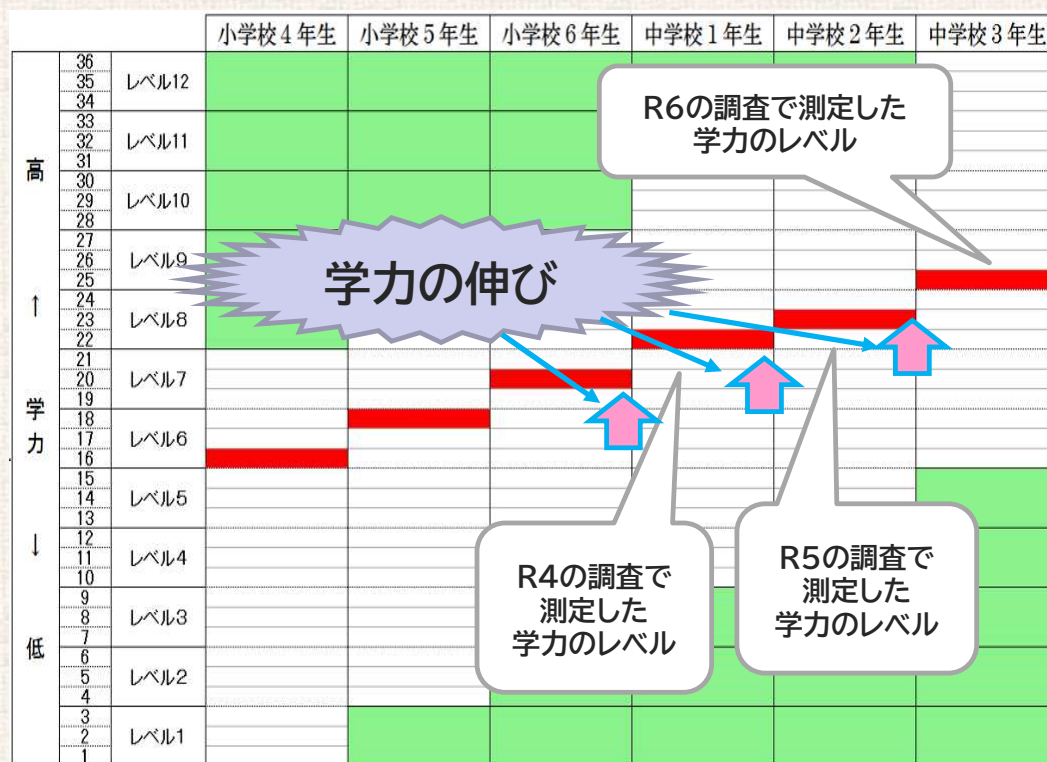 小学校4年生 小学校5年生 小学校6年生 中学校1年生 中学校2年生 中学校3年生
高
↑
学
力
↓
低
36
35 レベル12
34
33
32 レベル11
31
30
29 レベル10
28
27
26 レベル9
25
24
23 レベル8
22
21
20 レベル7
19
18
17 レベル6
16
15
14 レベル5
13
12
11 レベル4
10
9
8 レベル3
7
6
5 レベル2
4
3
2 レベル1
1
R6の調査で測定した
学力のレベル
学力の伸び
R4の調査で
測定した
学力のレベル
R5の調査で
測定した
学力のレベル